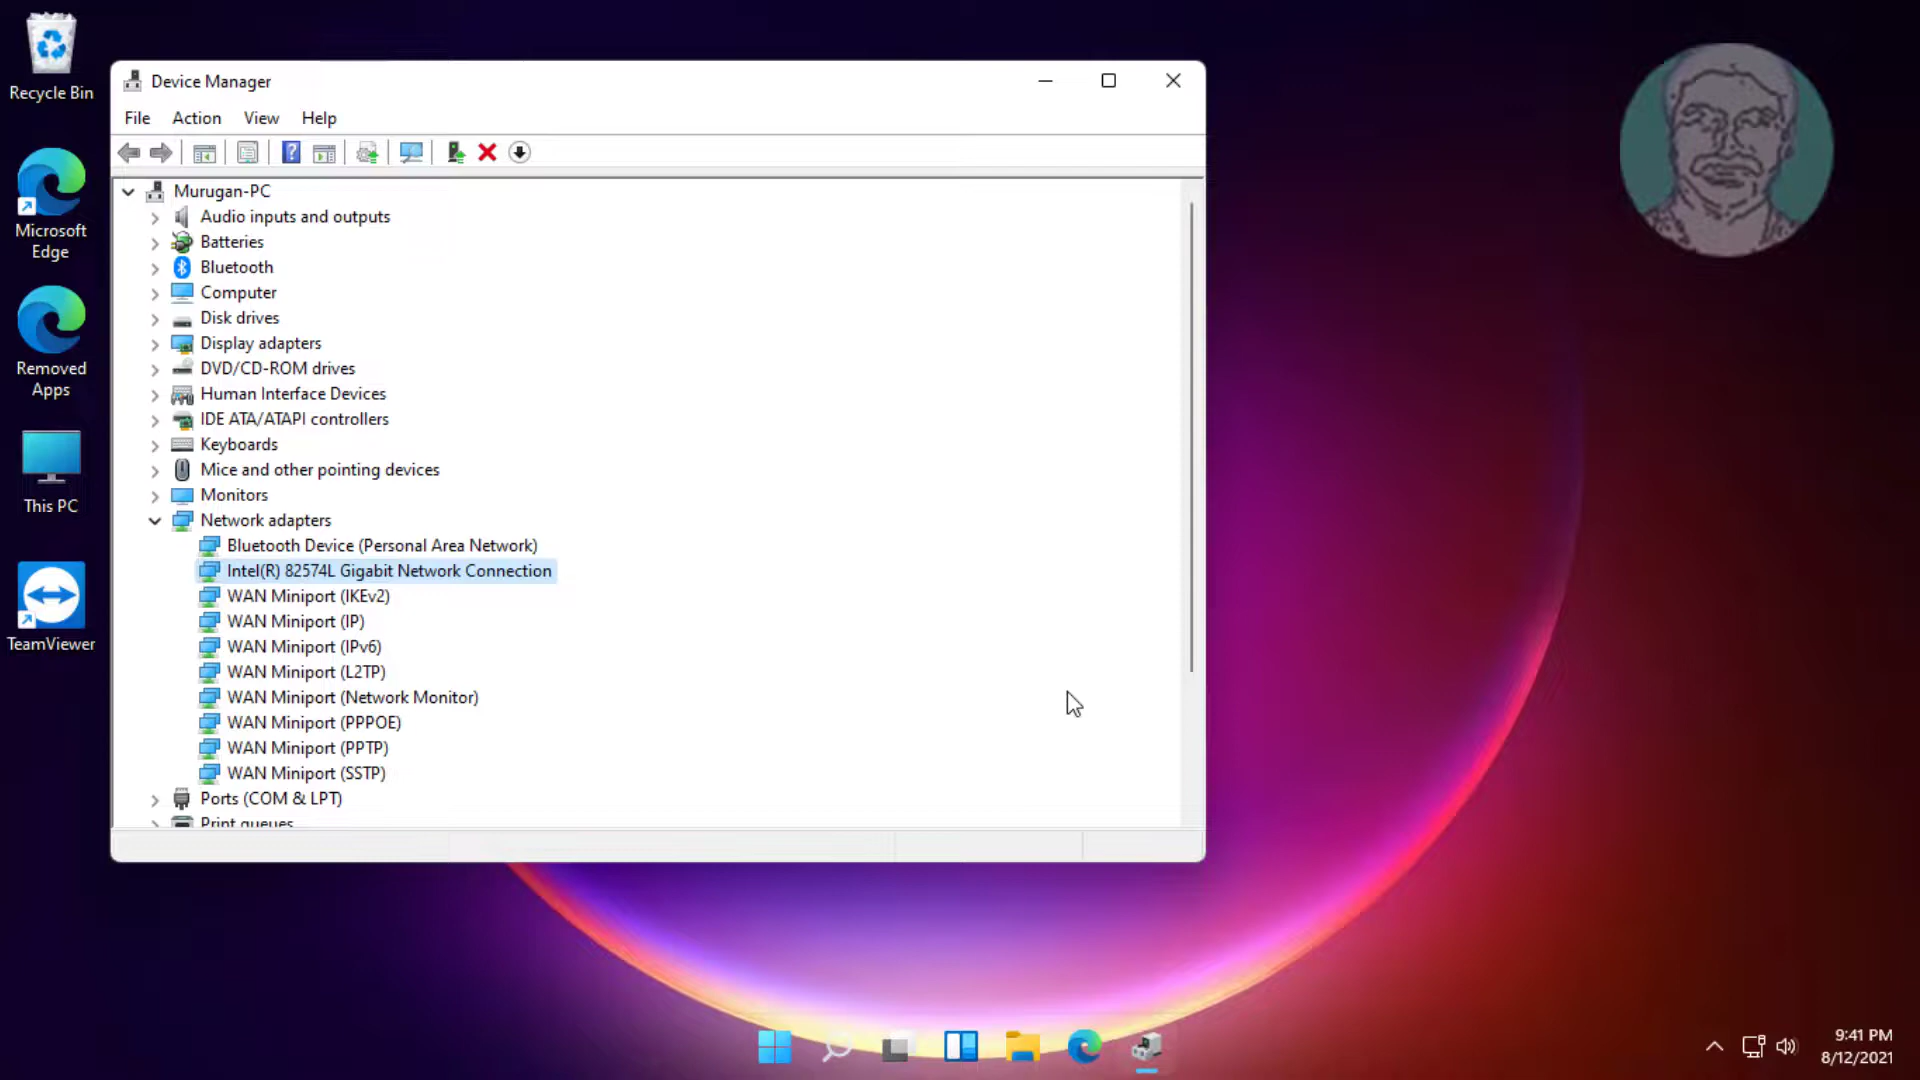 Recycle Bin
Microsoft
Edge
Removed
Apps
This PC
TeamViewer
Device Manager
File Action View Help
Murugan-PC
Audio inputs and outputs
Batteries
Bluetooth
Computer
Disk drives
Display adapters
DVD/CD-ROM drives
Human Interface Devices
IDE ATA/ATAPI controllers
Keyboards
Mice and other pointing devices
Monitors
Network adapters
Bluetooth Device (Personal Area Network)
Intel(R) 82574L Gigabit Network Connection
WAN Miniport (IKEv2)
WAN Miniport (IP)
WAN Miniport (IPv6)
WAN Miniport (L2TP)
WAN Miniport (Network Monitor)
WAN Miniport (PPPOE)
WAN Miniport (PPTP)
WAN Miniport (SSTP)
Ports (COM & LPT)
Print queues
9:41 PM
8/12/2021